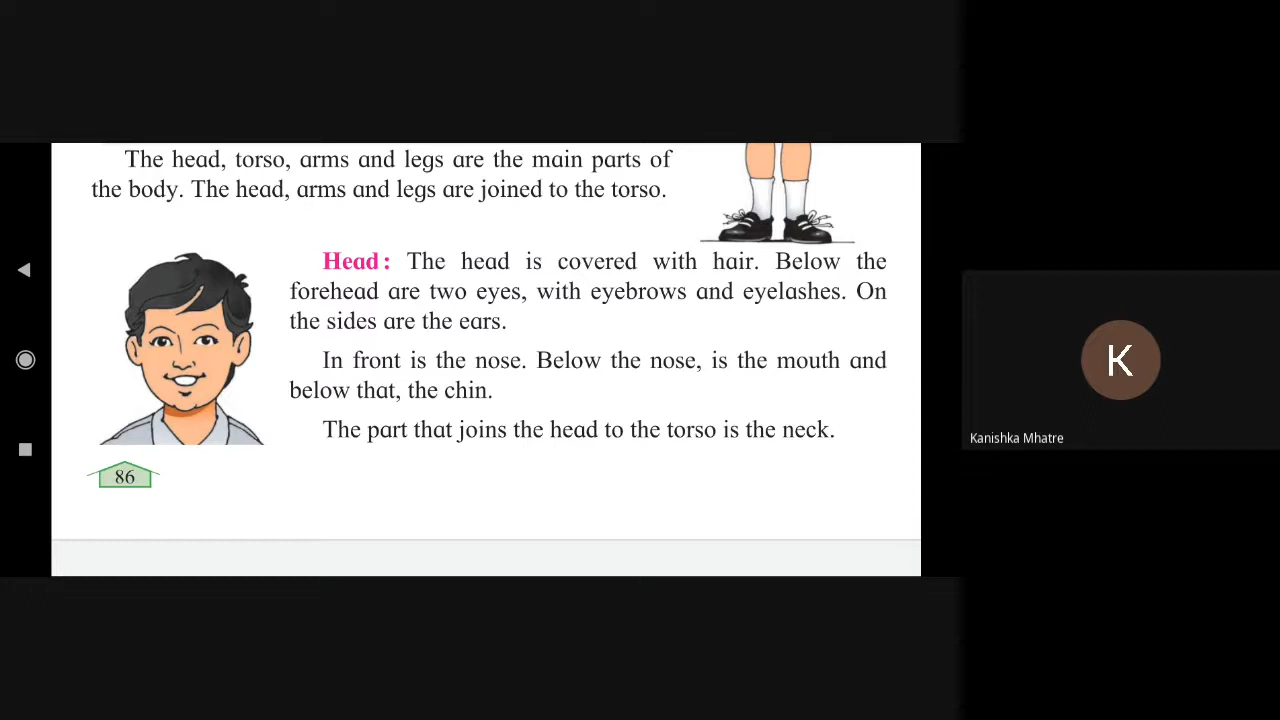 The head, torso, arms and legs are the main parts of
the body. The head, arms and legs are joined to the torso.
Head: The head is covered with hair. Below the
forehead are two eyes, with eyebrows and eyelashes. On
the sides are the ears.
In front is the nose. Below the nose, is the mouth and
below that, the chin.
The part that joins the head to the torso is the neck.
86
K
Kanishka Mhatre